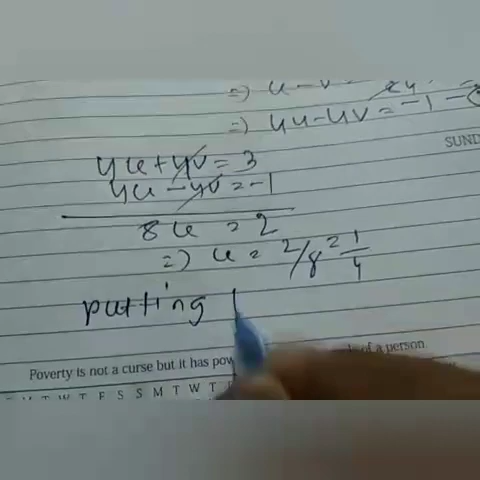 =) u - v =
=) 4u - 4v = -1
SUND
4u + 4v = 3
4u - 4v = -1
8u = 2
=) u = 2/8 = 1/4
putting
Poverty is not a curse but it has pow of a person
T W T F S S M T W T